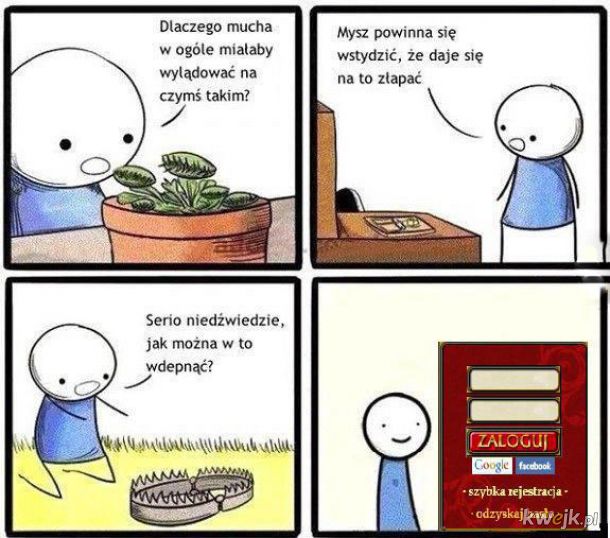 Dlaczego mucha
w ogóle miałaby
wylądować na
czymś takim?
Mysz powinna się
wstydzić, że daje się
na to złapać
Serio niedźwiedzie,
jak można w to
wdepnąć?
ZALOGUJ
Google facebook
- szybka rejestracja -
- odzyskaj
kwejk.pl